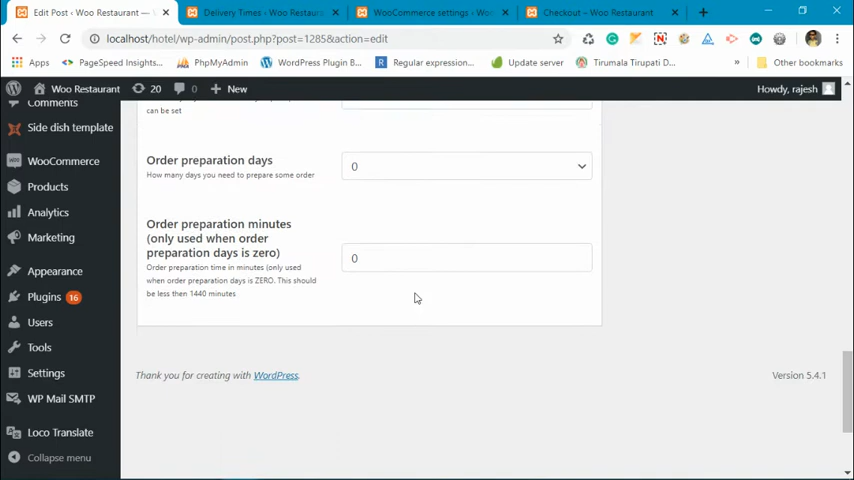 Edit Post ‹ Woo Restaurant —
Delivery Times ‹ Woo Restaurant
WooCommerce settings ‹ Woo
Checkout – Woo Restaurant
localhost/hotel/wp-admin/post.php?post=1285&action=edit
Apps
PageSpeed Insights...
PhpMyAdmin
WordPress Plugin B...
Regular expression...
Update server
Tirumala Tirupati D...
»
Other bookmarks
Woo Restaurant
20
0
+ New
Howdy, rajesh
Comments
can be set
Side dish template
WooCommerce
Products
Analytics
Marketing
Appearance
Plugins 16
Users
Tools
Settings
WP Mail SMTP
Loco Translate
Collapse menu
Order preparation days
How many days you need to prepare some order
0
Order preparation minutes
(only used when order
preparation days is zero)
Order preparation time in minutes (only used
when order preparation days is ZERO. This should
be less then 1440 minutes
0
Thank you for creating with WordPress.
Version 5.4.1